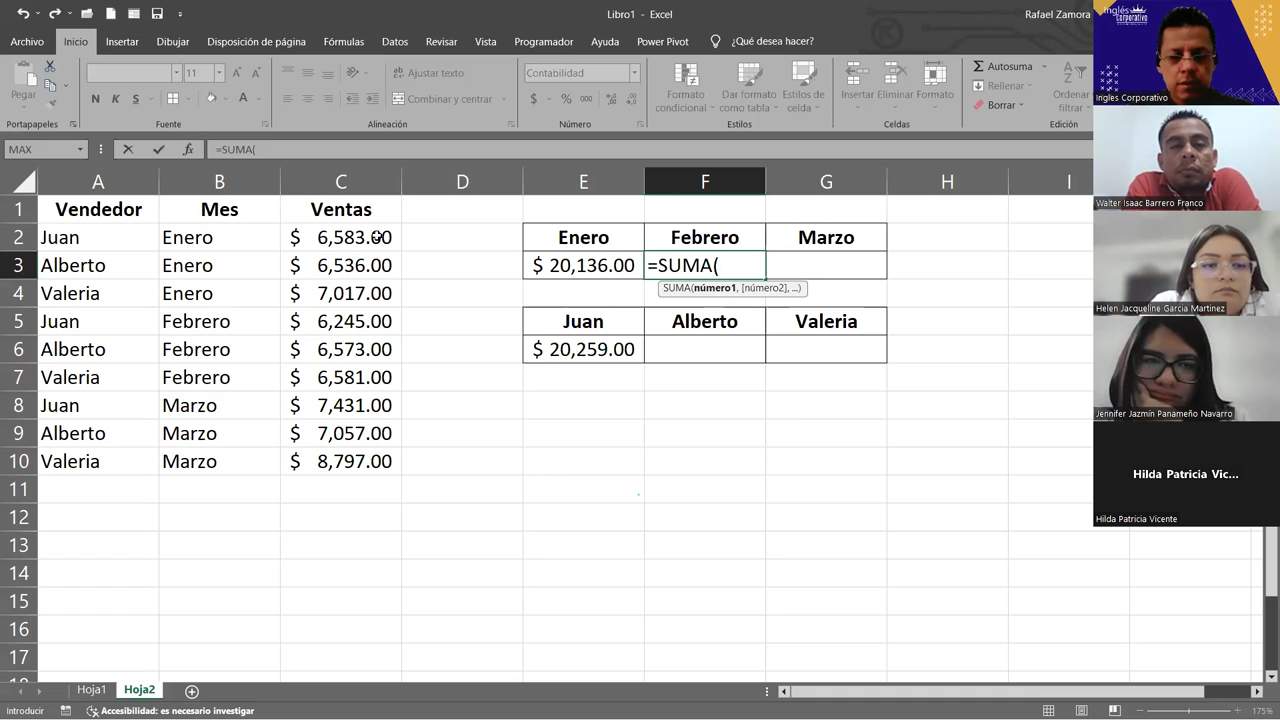 Libro1 - Excel
Rafael Zamora
Archivo Inicio Insertar Dibujar Disposición de página Fórmulas Datos Revisar Vista Programador Ayuda Power Pivot ¿Qué desea hacer?
Pegar
11
N K S
Ajustar texto
Combinar y centrar
Contabilidad
$ % 000
Formato condicional
Dar formato como tabla
Estilos de celda
Insertar Eliminar Formato
Autosuma
Rellenar
Borrar
Ordenar filtrar
Portapapeles Fuente Alineación Número Estilos Celdas Edición
MAX fx =SUMA(
A B C D E F G H I
1 Vendedor Mes Ventas
2 Juan Enero $ 6,583.00 Enero Febrero Marzo
3 Alberto Enero $ 6,536.00 $ 20,136.00 =SUMA(
4 Valeria Enero $ 7,017.00 SUMA(número1, [número2], ...)
5 Juan Febrero $ 6,245.00 Juan Alberto Valeria
6 Alberto Febrero $ 6,573.00 $ 20,259.00
7 Valeria Febrero $ 6,581.00
8 Juan Marzo $ 7,431.00
9 Alberto Marzo $ 7,057.00
10 Valeria Marzo $ 8,797.00
11
12
13
14
15
16
17
Hoja1 Hoja2
Introducir Accesibilidad: es necesario investigar 175%
Inglés Corporativo
Ingles Corporativo
Walter Isaac Barrero Franco
Helen Jacqueline Garcia Martinez
Jennifer Jazmín Panameño Navarro
Hilda Patricia Vic...
Hilda Patricia Vicente